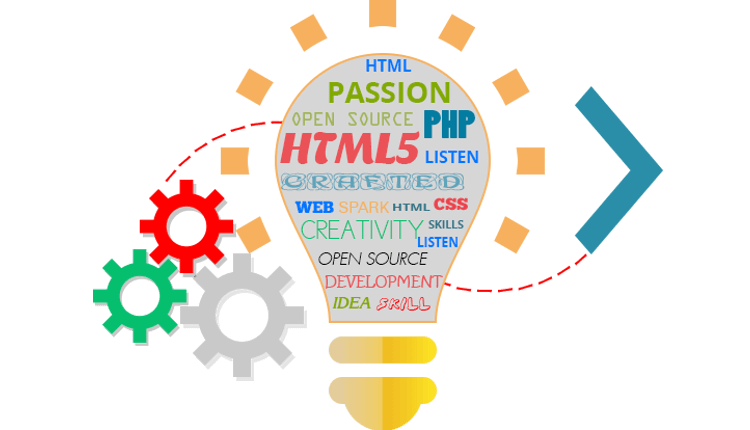 HTML
PASSION
OPEN SOURCE PHP
HTML5 LISTEN
CRAFTED
WEB SPARK HTML CSS
CREATIVITY SKILLS
LISTEN
OPEN SOURCE
DEVELOPMENT
IDEA SKILL